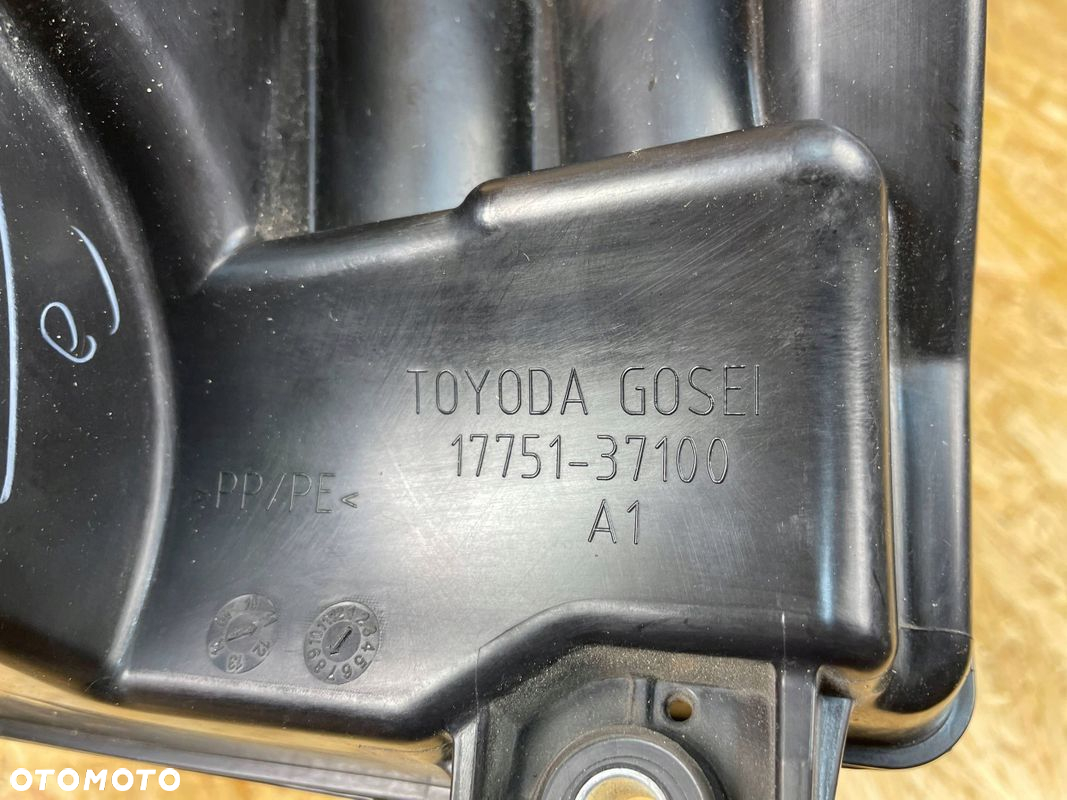 TOYODA GOSEI
17751-37100
>PP/PE<
A1
OTOMOTO